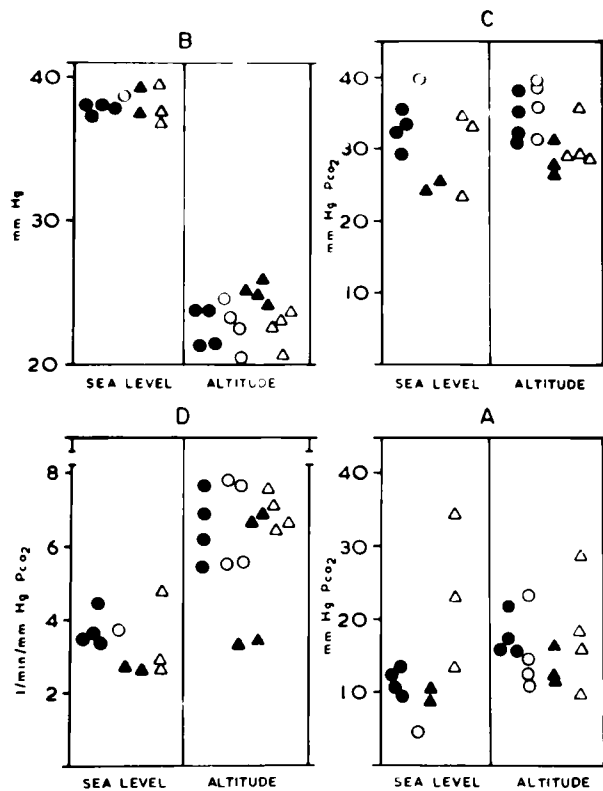 B
40
30
20
mm Hg
SEA LEVEL
ALTITUDE
C
40
30
20
10
mm Hg Pco2
SEA LEVEL
ALTITUDE
D
8
6
4
2
l/min/mm Hg Pco2
SEA LEVEL
ALTITUDE
A
40
30
20
10
mm Hg Pco2
SEA LEVEL
ALTITUDE